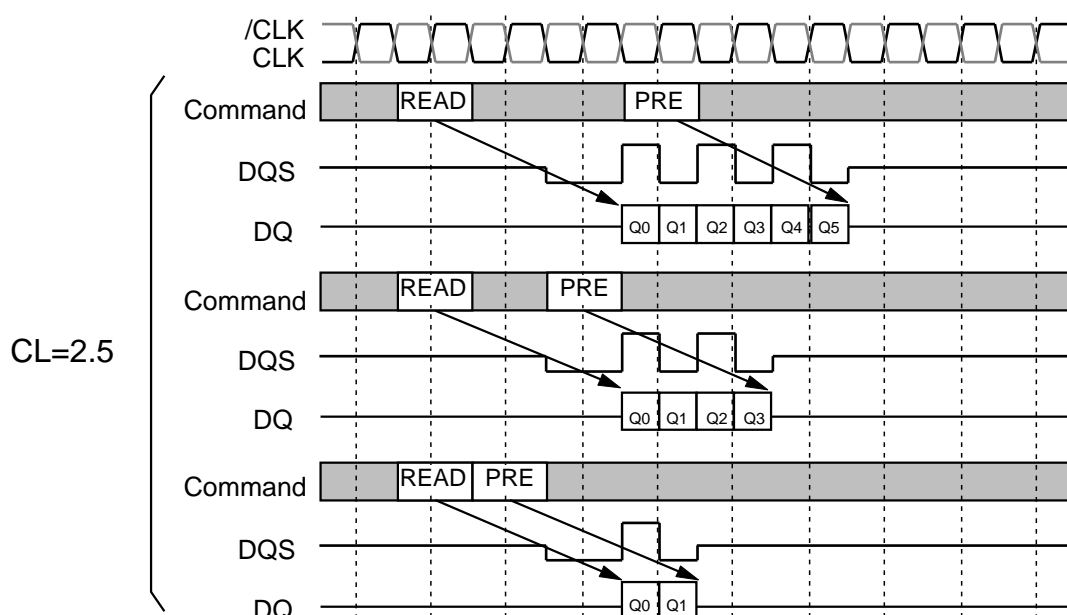 /CLK
CLK
Command READ PRE
DQS
DQ Q0 Q1 Q2 Q3 Q4 Q5
CL=2.5
Command READ PRE
DQS
DQ Q0 Q1 Q2 Q3
Command READ PRE
DQS
DQ Q0 Q1